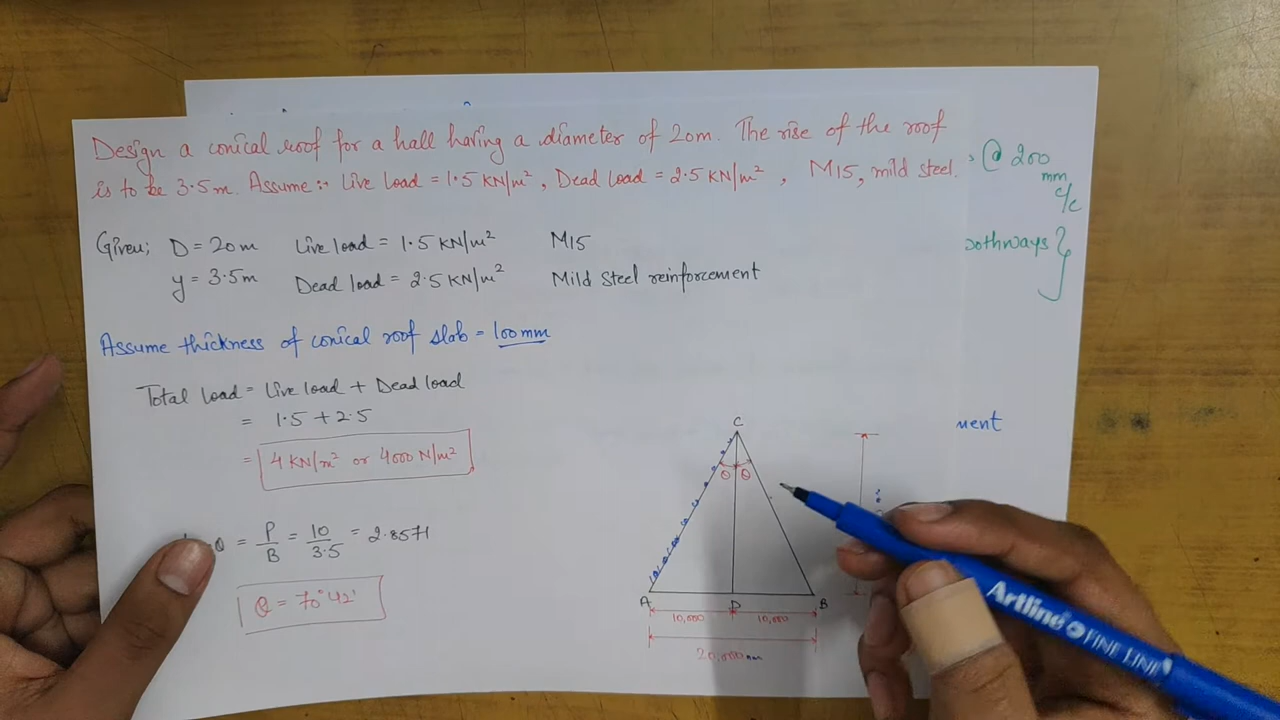 Design a conical roof for a hall having a diameter of 20m. The rise of the roof
is to be 3.5m. Assume :- Live Load = 1.5 KN/m², Dead Load = 2.5 KN/m², M15, mild steel.
@ 200
mm
c/c
Given; D = 20m Live load = 1.5 KN/m² M15
y = 3.5m Dead load = 2.5 KN/m² Mild Steel reinforcement
bothways }
Assume thickness of conical roof slab = 100mm
Total load = Live load + Dead load
= 1.5 + 2.5
= 4 KN/m² or 4000 N/m²
ment
C
θ θ
θ = P/B = 10/3.5 = 2.8571
θ = 70°42'
A D B
10,000 10,000
20,000mm
Artline FINE LINE